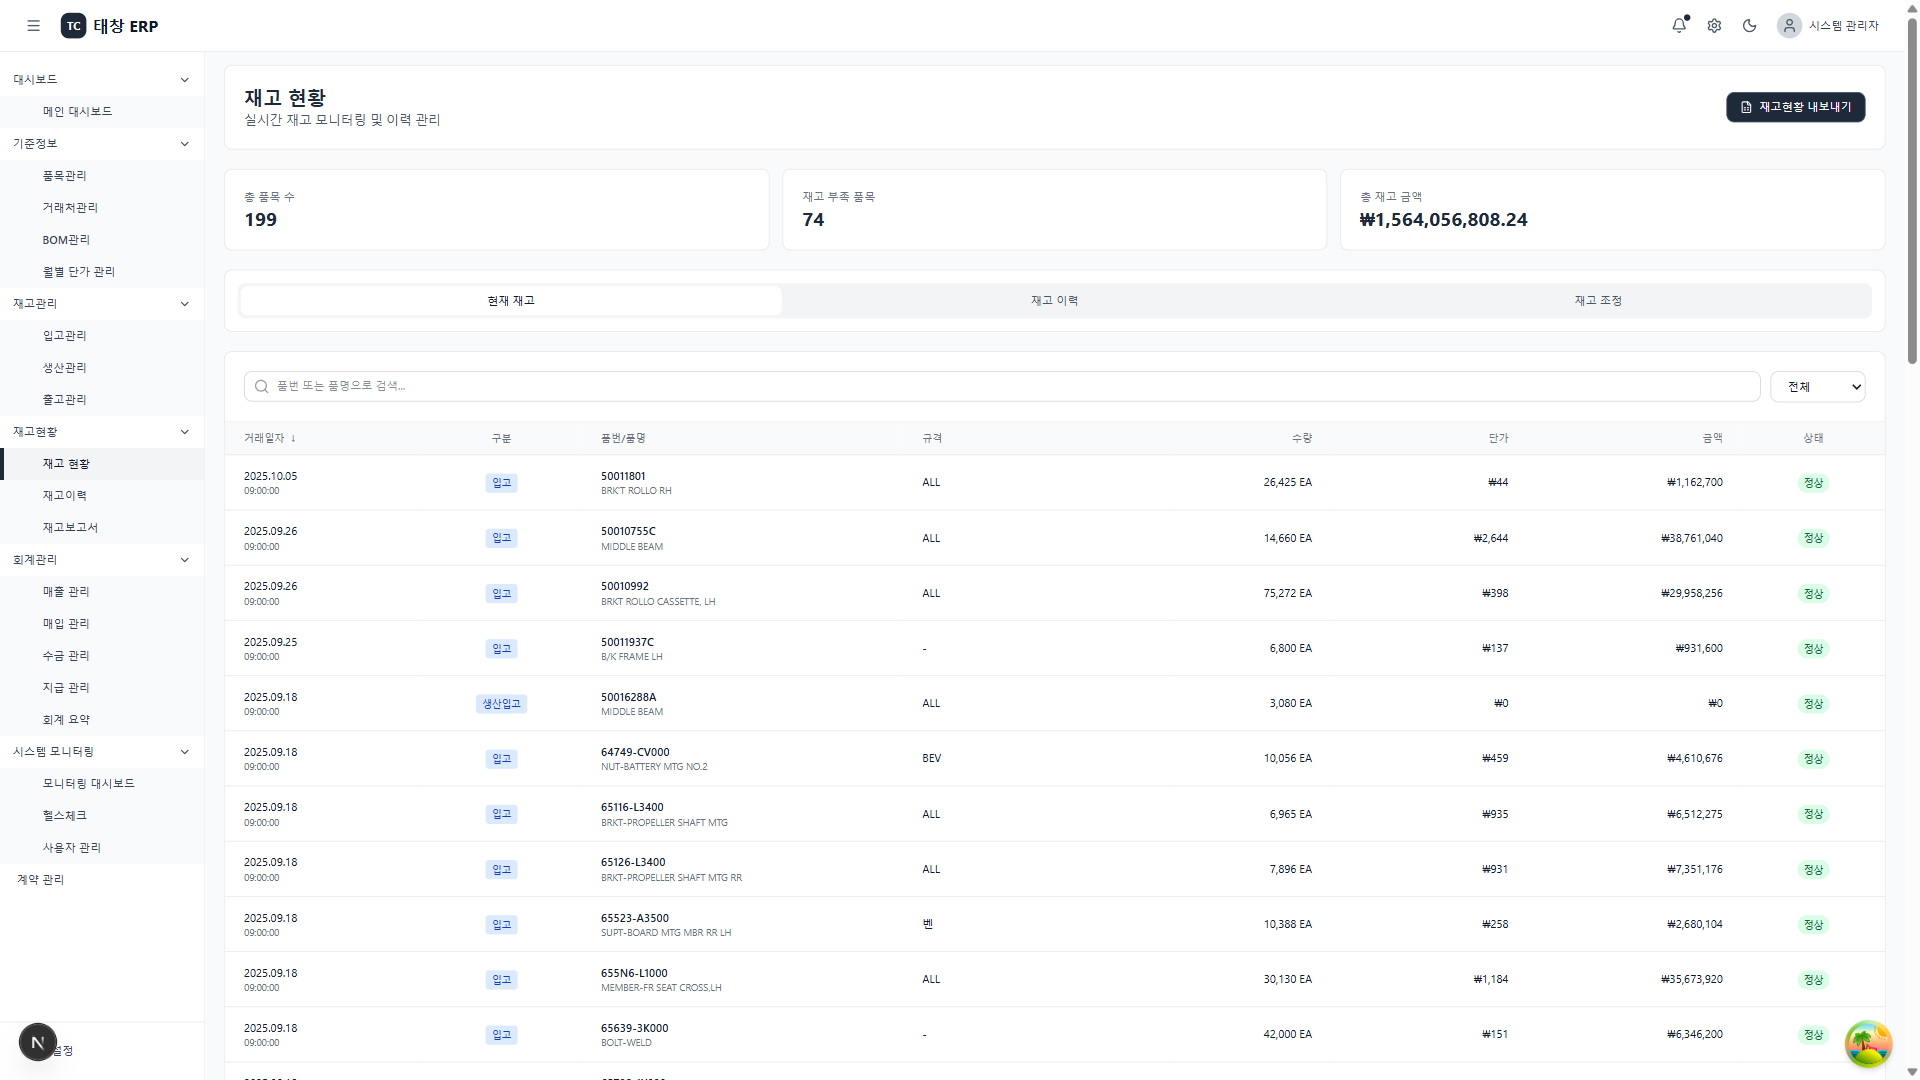 TC 태창 ERP
시스템 관리자
대시보드
메인 대시보드
기준정보
품목관리
거래처관리
BOM관리
월별 단가 관리
재고관리
입고관리
생산관리
출고관리
재고현황
재고 현황
재고이력
재고보고서
회계관리
매출 관리
매입 관리
수금 관리
지급 관리
회계 요약
시스템 모니터링
모니터링 대시보드
헬스체크
사용자 관리
계약 관리
N
설정
재고 현황
실시간 재고 모니터링 및 이력 관리
재고현황 내보내기
총 품목 수
199
재고 부족 품목
74
총 재고 금액
₩1,564,056,808.24
현재 재고 재고 이력 재고 조정
품번 또는 품명으로 검색...
전체
거래일자 ↓ 구분 품번/품명 규격 수량 단가 금액 상태
2025.10.05 입고 50011801 ALL 26,425 EA ₩44 ₩1,162,700 정상
09:00:00 BRK'T ROLLO RH
2025.09.26 입고 50010755C ALL 14,660 EA ₩2,644 ₩38,761,040 정상
09:00:00 MIDDLE BEAM
2025.09.26 입고 50010992 ALL 75,272 EA ₩398 ₩29,958,256 정상
09:00:00 BRKT ROLLO CASSETTE, LH
2025.09.25 입고 50011937C - 6,800 EA ₩137 ₩931,600 정상
09:00:00 B/K FRAME LH
2025.09.18 생산입고 50016288A ALL 3,080 EA ₩0 ₩0 정상
09:00:00 MIDDLE BEAM
2025.09.18 입고 64749-CV000 BEV 10,056 EA ₩459 ₩4,610,676 정상
09:00:00 NUT-BATTERY MTG NO.2
2025.09.18 입고 65116-L3400 ALL 6,965 EA ₩935 ₩6,512,275 정상
09:00:00 BRKT-PROPELLER SHAFT MTG
2025.09.18 입고 65126-L3400 ALL 7,896 EA ₩931 ₩7,351,176 정상
09:00:00 BRKT-PROPELLER SHAFT MTG RR
2025.09.18 입고 65523-A3500 벤 10,388 EA ₩258 ₩2,680,104 정상
09:00:00 SUPT-BOARD MTG MBR RR LH
2025.09.18 입고 655N6-L1000 ALL 30,130 EA ₩1,184 ₩35,673,920 정상
09:00:00 MEMBER-FR SEAT CROSS,LH
2025.09.18 입고 65639-3K000 - 42,000 EA ₩151 ₩6,346,200 정상
09:00:00 BOLT-WELD